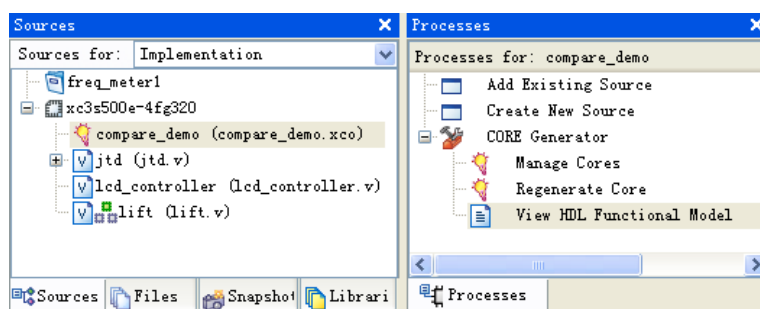 Sources
Sources for: Implementation
freq_meter1
xc3s500e-4fg320
compare_demo (compare_demo.xco)
jtd (jtd.v)
lcd_controller (lcd_controller.v)
lift (lift.v)
Sources Files Snapshot Librari
Processes
Processes for: compare_demo
Add Existing Source
Create New Source
CORE Generator
Manage Cores
Regenerate Core
View HDL Functional Model
Processes